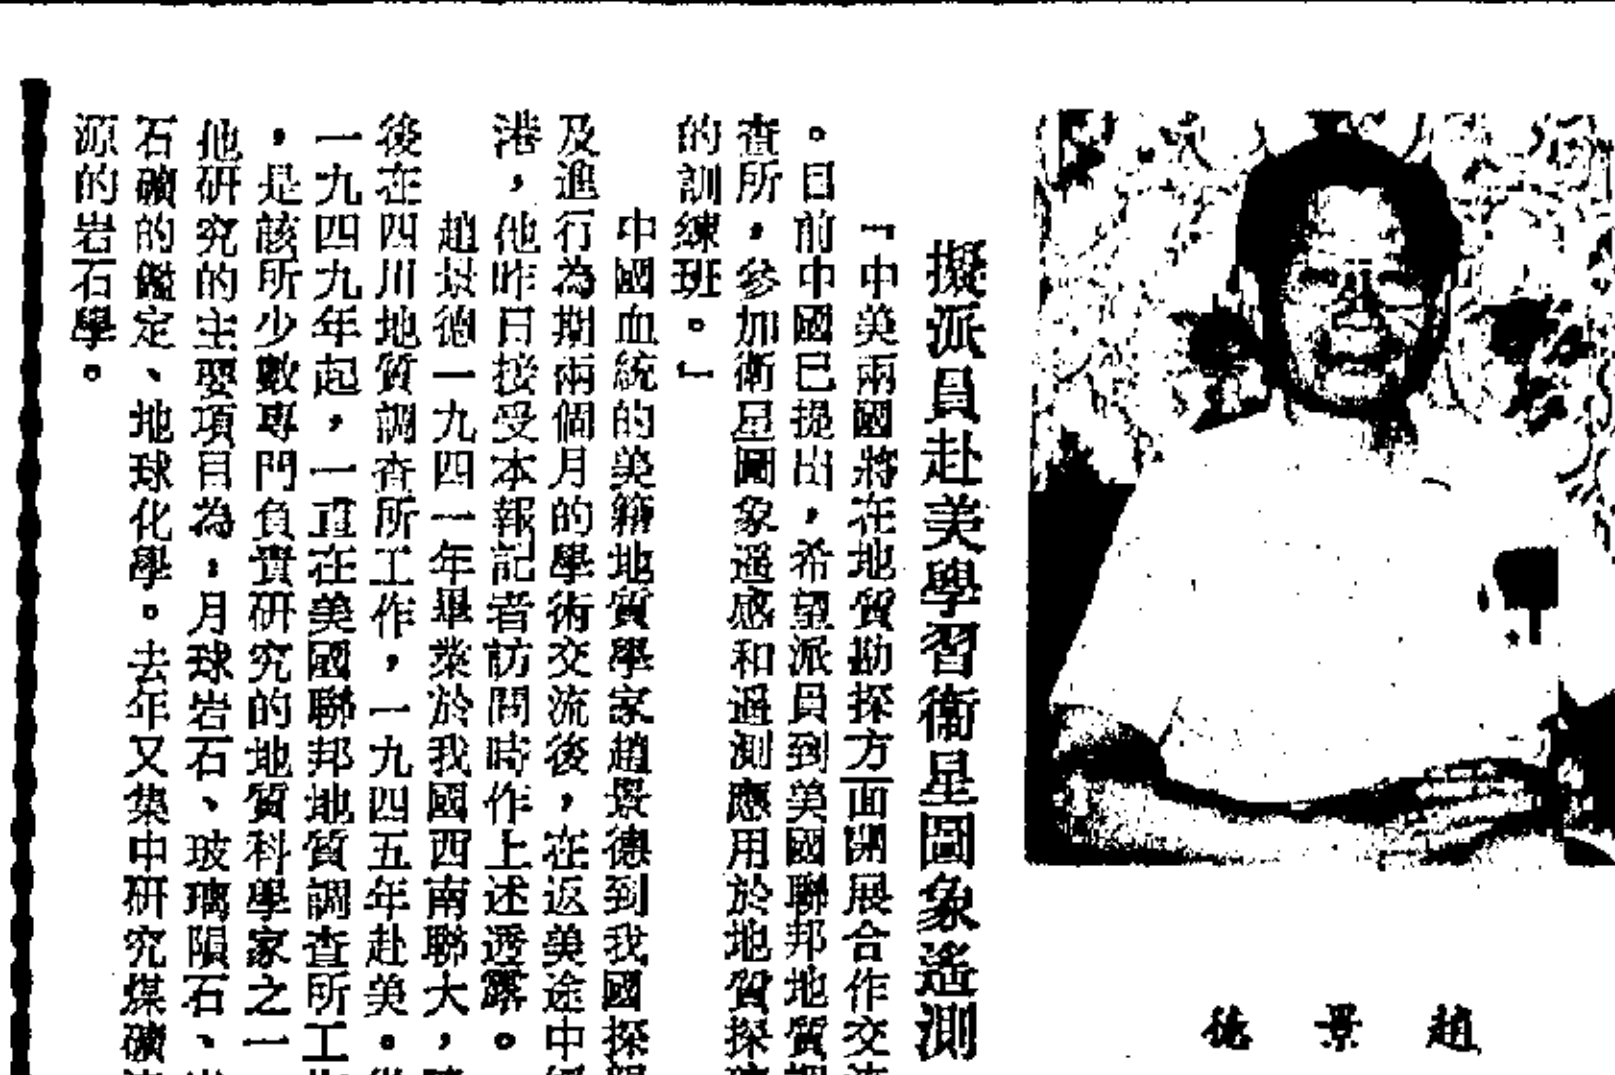 擬派員赴美學習衞星圖象遙測
「中美兩國將在地質勘探方面開展合作交
。目前中國已提出，希望派員到美國聯邦地質調
查所，參加衞星圖象遥感和遥測應用於地質探
的訓練班。」
中國血統的美籍地質學家趙景德到我國探
及進行為期兩個月的學術交流後，在返美途中
港，他昨日接受本報記者訪問時作上述透露。
趙景德一九四一年畢業於我國西南聯大，
後在四川地質調查所工作，一九四五年赴美。
一九四九年起，一直在美國聯邦地質調查所工
，是該所少數專門負責研究的地質科學家之一
他研究的主要項目為：月球岩石、玻璃隕石、
石礦的鑑定、地球化學。去年又集中研究煤礦
源的岩石學。
趙景德